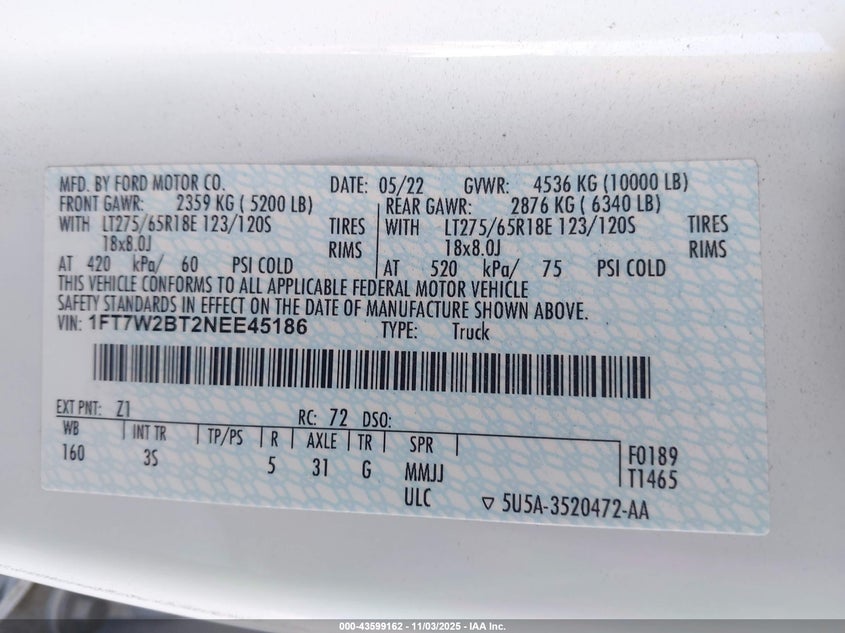 MFD. BY FORD MOTOR CO. DATE: 05/22 GVWR: 4536 KG (10000 LB)
FRONT GAWR: 2359 KG ( 5200 LB) REAR GAWR: 2876 KG ( 6340 LB)
WITH LT275/65R18E 123/120S TIRES WITH LT275/65R18E 123/120S TIRES
18x8.0J RIMS 18x8.0J RIMS
AT 420 kPa/ 60 PSI COLD AT 520 kPa/ 75 PSI COLD
THIS VEHICLE CONFORMS TO ALL APPLICABLE FEDERAL MOTOR VEHICLE
SAFETY STANDARDS IN EFFECT ON THE DATE OF MANUFACTURE SHOWN ABOVE.
VIN: 1FT7W2BT2NEE45186 TYPE: Truck
EXT PNT: Z1 RC: 72 DSO:
WB INT TR TP/PS R AXLE TR SPR
160 3S 5 31 G MMJJ F0189
ULC T1465
5U5A-3520472-AA
000-43599162 - 11/03/2025 - IAA Inc.